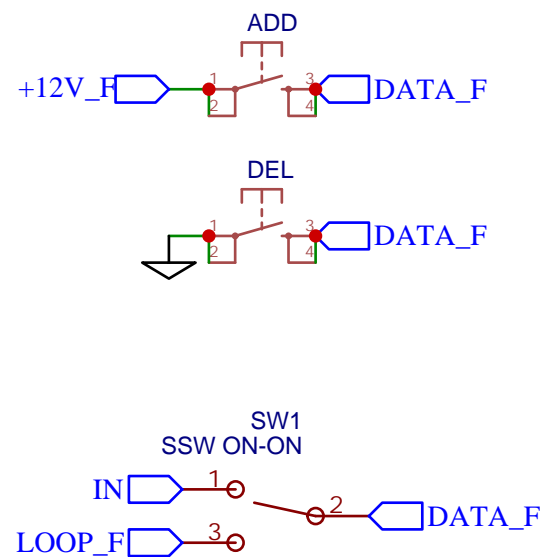 ADD
+12V_F 1 3 DATA_F
2 4
DEL
1 3 DATA_F
2 4
SW1
SSW ON-ON
IN 1
2 DATA_F
LOOP_F 3